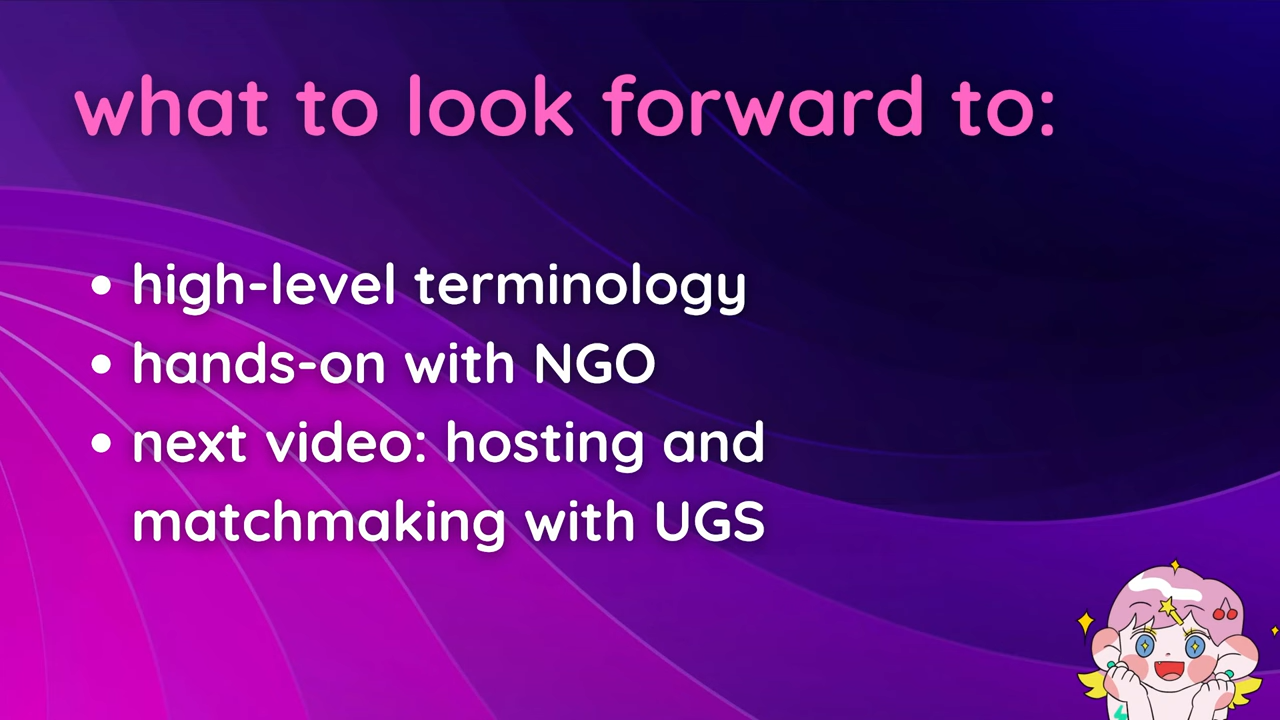 what to look forward to:
• high-level terminology
• hands-on with NGO
• next video: hosting and
matchmaking with UGS